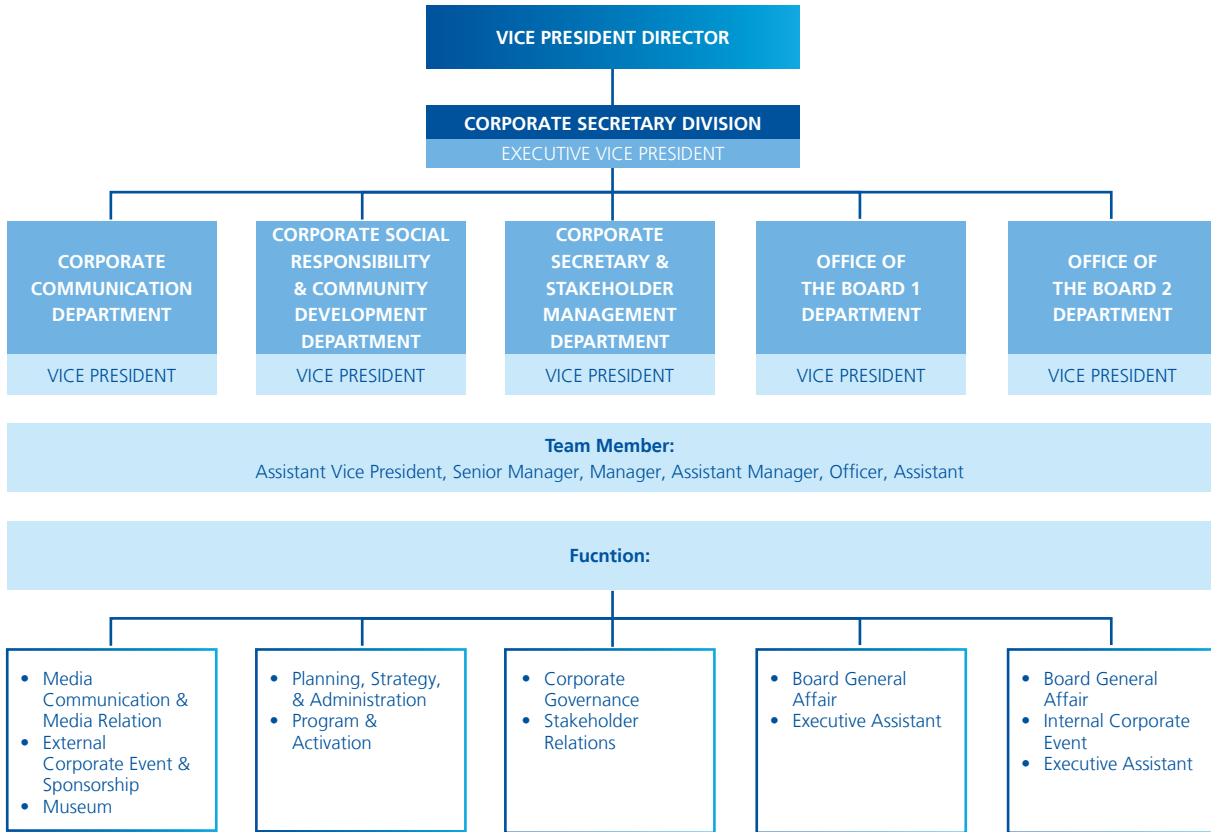 VICE PRESIDENT DIRECTOR
CORPORATE SECRETARY DIVISION
EXECUTIVE VICE PRESIDENT
CORPORATE
COMMUNICATION
DEPARTMENT
VICE PRESIDENT
CORPORATE SOCIAL
RESPONSIBILITY
& COMMUNITY
DEVELOPMENT
DEPARTMENT
VICE PRESIDENT
CORPORATE
SECRETARY &
STAKEHOLDER
MANAGEMENT
DEPARTMENT
VICE PRESIDENT
OFFICE OF
THE BOARD 1
DEPARTMENT
VICE PRESIDENT
OFFICE OF
THE BOARD 2
DEPARTMENT
VICE PRESIDENT
Team Member:
Assistant Vice President, Senior Manager, Manager, Assistant Manager, Officer, Assistant
Fucntion:
• Media
Communication &
Media Relation
• External
Corporate Event &
Sponsorship
• Museum
• Planning, Strategy,
& Administration
• Program &
Activation
• Corporate
Governance
• Stakeholder
Relations
• Board General
Affair
• Executive Assistant
• Board General
Affair
• Internal Corporate
Event
• Executive Assistant